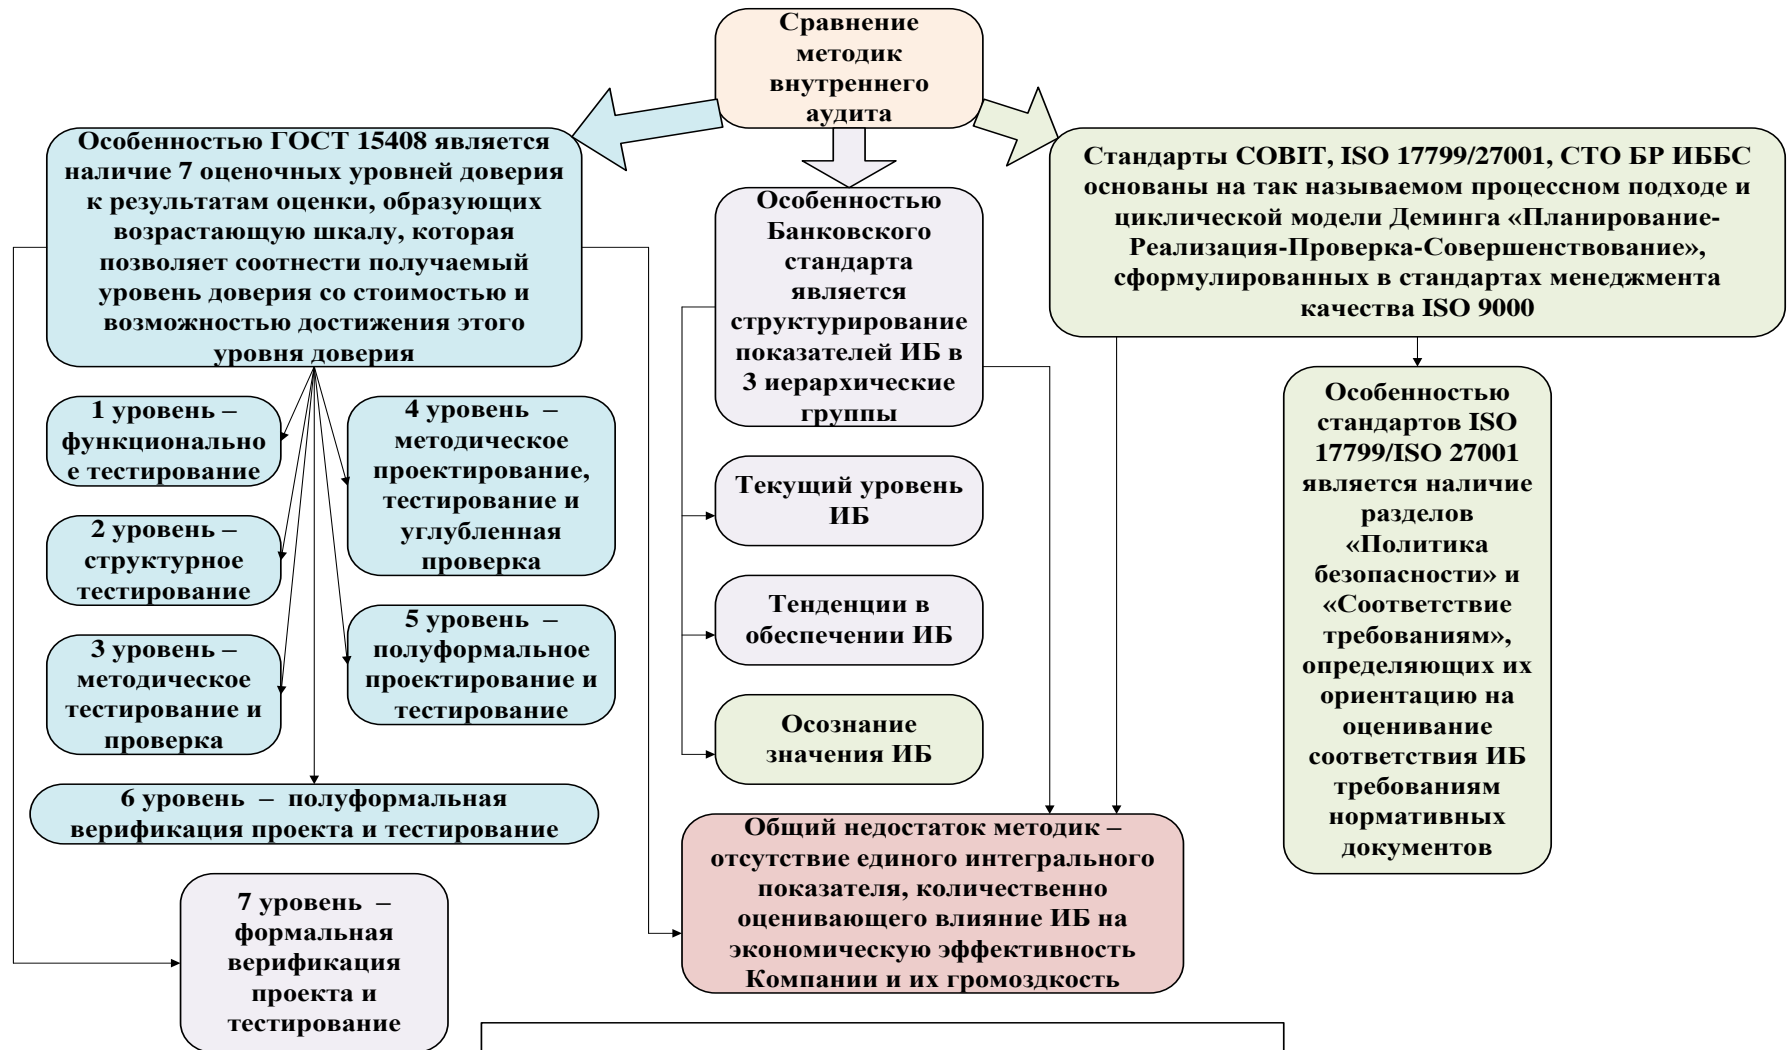 Сравнение
методик
внутреннего
аудита
Особенностью ГОСТ 15408 является
наличие 7 оценочных уровней доверия
к результатам оценки, образующих
возрастающую шкалу, которая
позволяет соотнести получаемый
уровень доверия со стоимостью и
возможностью достижения этого
уровня доверия
1 уровень –
функционально
е тестирование
2 уровень –
структурное
тестирование
3 уровень –
методическое
тестирование и
проверка
4 уровень –
методическое
проектирование,
тестирование и
углубленная
проверка
5 уровень –
полуформальное
проектирование и
тестирование
6 уровень – полуформальная
верификация проекта и тестирование
7 уровень –
формальная
верификация
проекта и
тестирование
Особенностью
Банковского
стандарта
является
структурирование
показателей ИБ в
3 иерархические
группы
Текущий уровень
ИБ
Тенденции в
обеспечении ИБ
Осознание
значения ИБ
Общий недостаток методик –
отсутствие единого интегрального
показателя, количественно
оценивающего влияние ИБ на
экономическую эффективность
Компании и их громоздкость
Стандарты COBIT, ISO 17799/27001, СТО БР ИББС
основаны на так называемом процессном подходе и
циклической модели Деминга «Планирование-
Реализация-Проверка-Совершенствование»,
сформулированных в стандартах менеджмента
качества ISO 9000
Особенностью
стандартов ISO
17799/ISO 27001
является наличие
разделов
«Политика
безопасности» и
«Соответствие
требованиям»,
определяющих их
ориентацию на
оценивание
соответствия ИБ
требованиям
нормативных
документов